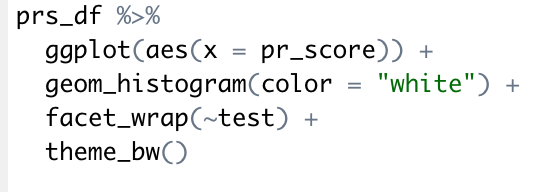 prs_df %>%
  ggplot(aes(x = pr_score)) +
  geom_histogram(color = "white") +
  facet_wrap(~test) +
  theme_bw()